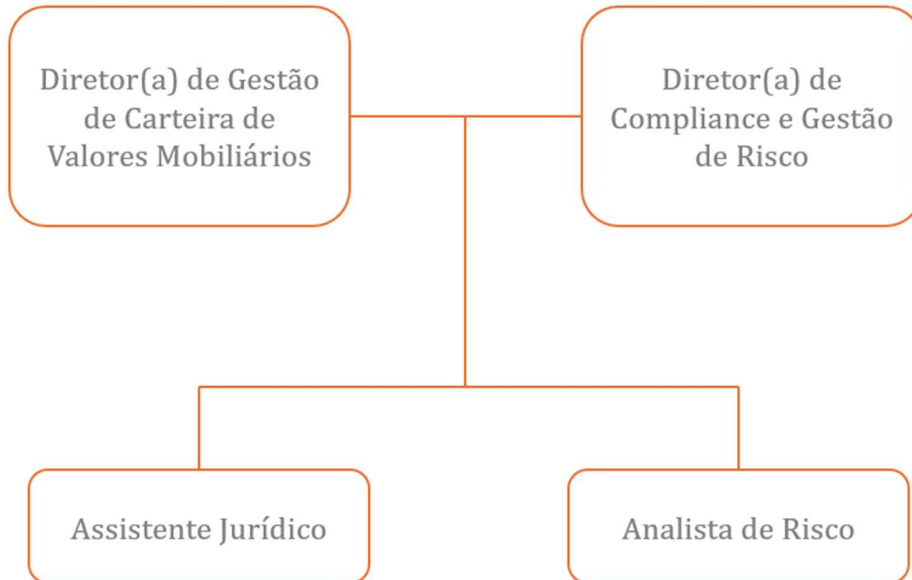 Diretor(a) de Gestão
de Carteira de
Valores Mobiliários
Diretor(a) de
Compliance e Gestão
de Risco
Assistente Jurídico
Analista de Risco